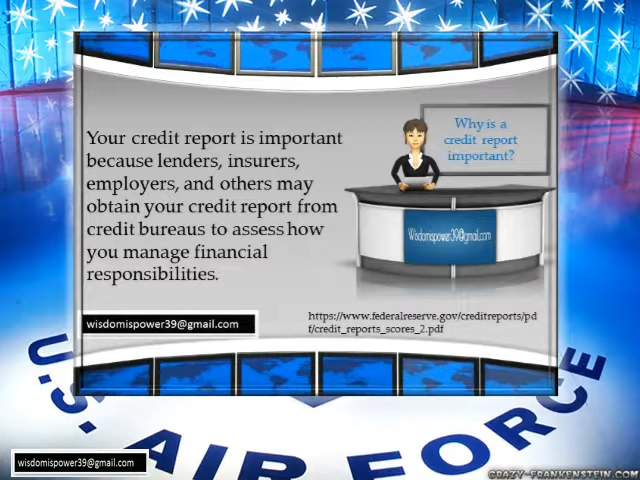 Why is a
credit report
important?
Your credit report is important
because lenders, insurers,
employers, and others may
obtain your credit report from
credit bureaus to assess how
you manage financial
responsibilities.
Wisdomispower39@gmail.com
wisdomispower39@gmail.com
https://www.federalreserve.gov/creditreports/pd
f/credit_reports_scores_2.pdf
U.S. AIR FORCE
wisdomispower39@gmail.com
CRAZY-FRANKENSTEIN.COM